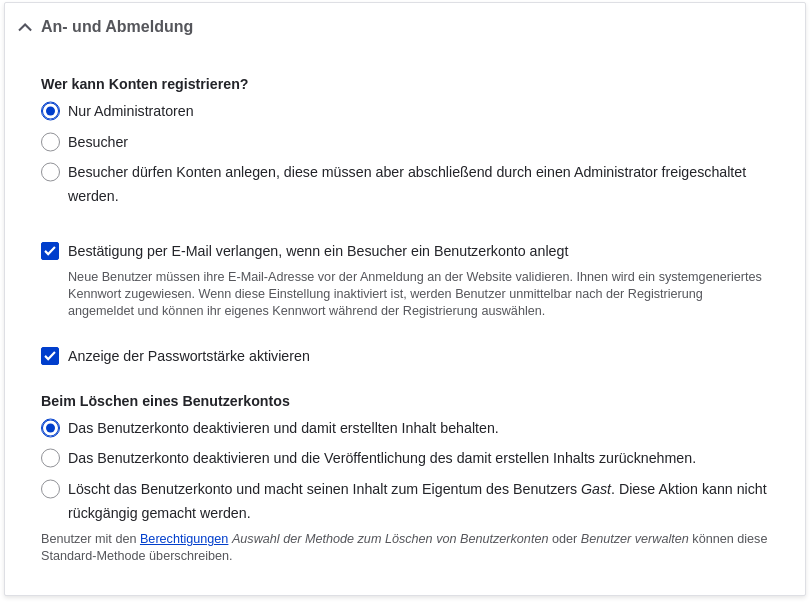 An- und Abmeldung
Wer kann Konten registrieren?
Nur Administratoren
Besucher
Besucher dürfen Konten anlegen, diese müssen aber abschließend durch einen Administrator freigeschaltet
werden.
Bestätigung per E-Mail verlangen, wenn ein Besucher ein Benutzerkonto anlegt
Neue Benutzer müssen ihre E-Mail-Adresse vor der Anmeldung an der Website validieren. Ihnen wird ein systemgeneriertes
Kennwort zugewiesen. Wenn diese Einstellung inaktiviert ist, werden Benutzer unmittelbar nach der Registrierung
angemeldet und können ihr eigenes Kennwort während der Registrierung auswählen.
Anzeige der Passwortstärke aktivieren
Beim Löschen eines Benutzerkontos
Das Benutzerkonto deaktivieren und damit erstellten Inhalt behalten.
Das Benutzerkonto deaktivieren und die Veröffentlichung des damit erstellen Inhalts zurücknehmen.
Löscht das Benutzerkonto und macht seinen Inhalt zum Eigentum des Benutzers Gast. Diese Aktion kann nicht
rückgängig gemacht werden.
Benutzer mit den Berechtigungen Auswahl der Methode zum Löschen von Benutzerkonten oder Benutzer verwalten können diese
Standard-Methode überschreiben.